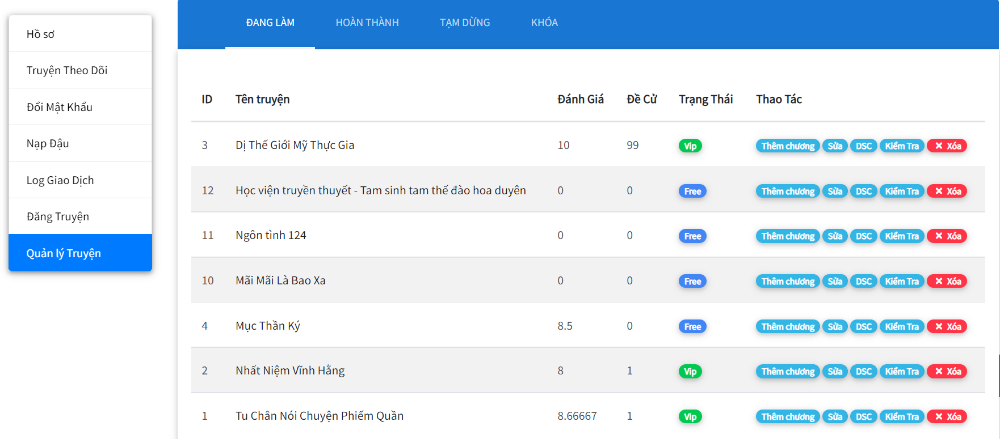 Hồ sơ
Truyện Theo Dõi
Đổi Mật Khẩu
Nạp Đậu
Log Giao Dịch
Đăng Truyện
Quản lý Truyện
ĐANG LÀM HOÀN THÀNH TẠM DỪNG KHÓA
ID Tên truyện Đánh Giá Đề Cử Trạng Thái Thao Tác
3 Dị Thế Giới Mỹ Thực Gia 10 99 Vip Thêm chương Sửa DSC Kiểm Tra Xóa
12 Học viện truyền thuyết - Tam sinh tam thế đào hoa duyên 0 0 Free Thêm chương Sửa DSC Kiểm Tra Xóa
11 Ngôn tình 124 0 0 Free Thêm chương Sửa DSC Kiểm Tra Xóa
10 Mãi Mãi Là Bao Xa 0 0 Free Thêm chương Sửa DSC Kiểm Tra Xóa
4 Mục Thần Ký 8.5 0 Free Thêm chương Sửa DSC Kiểm Tra Xóa
2 Nhất Niệm Vĩnh Hằng 8 1 Vip Thêm chương Sửa DSC Kiểm Tra Xóa
1 Tu Chân Nói Chuyện Phiếm Quần 8.66667 1 Vip Thêm chương Sửa DSC Kiểm Tra Xóa